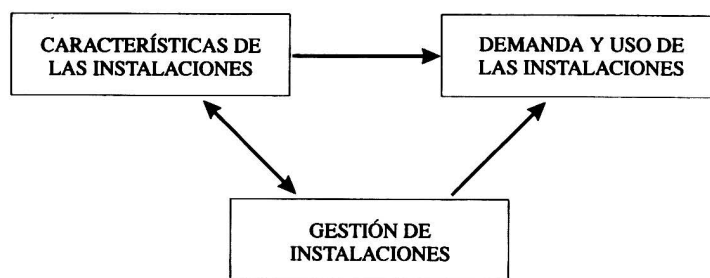 CARACTERÍSTICAS DE
LAS INSTALACIONES
DEMANDA Y USO DE
LAS INSTALACIONES
GESTIÓN DE
INSTALACIONES